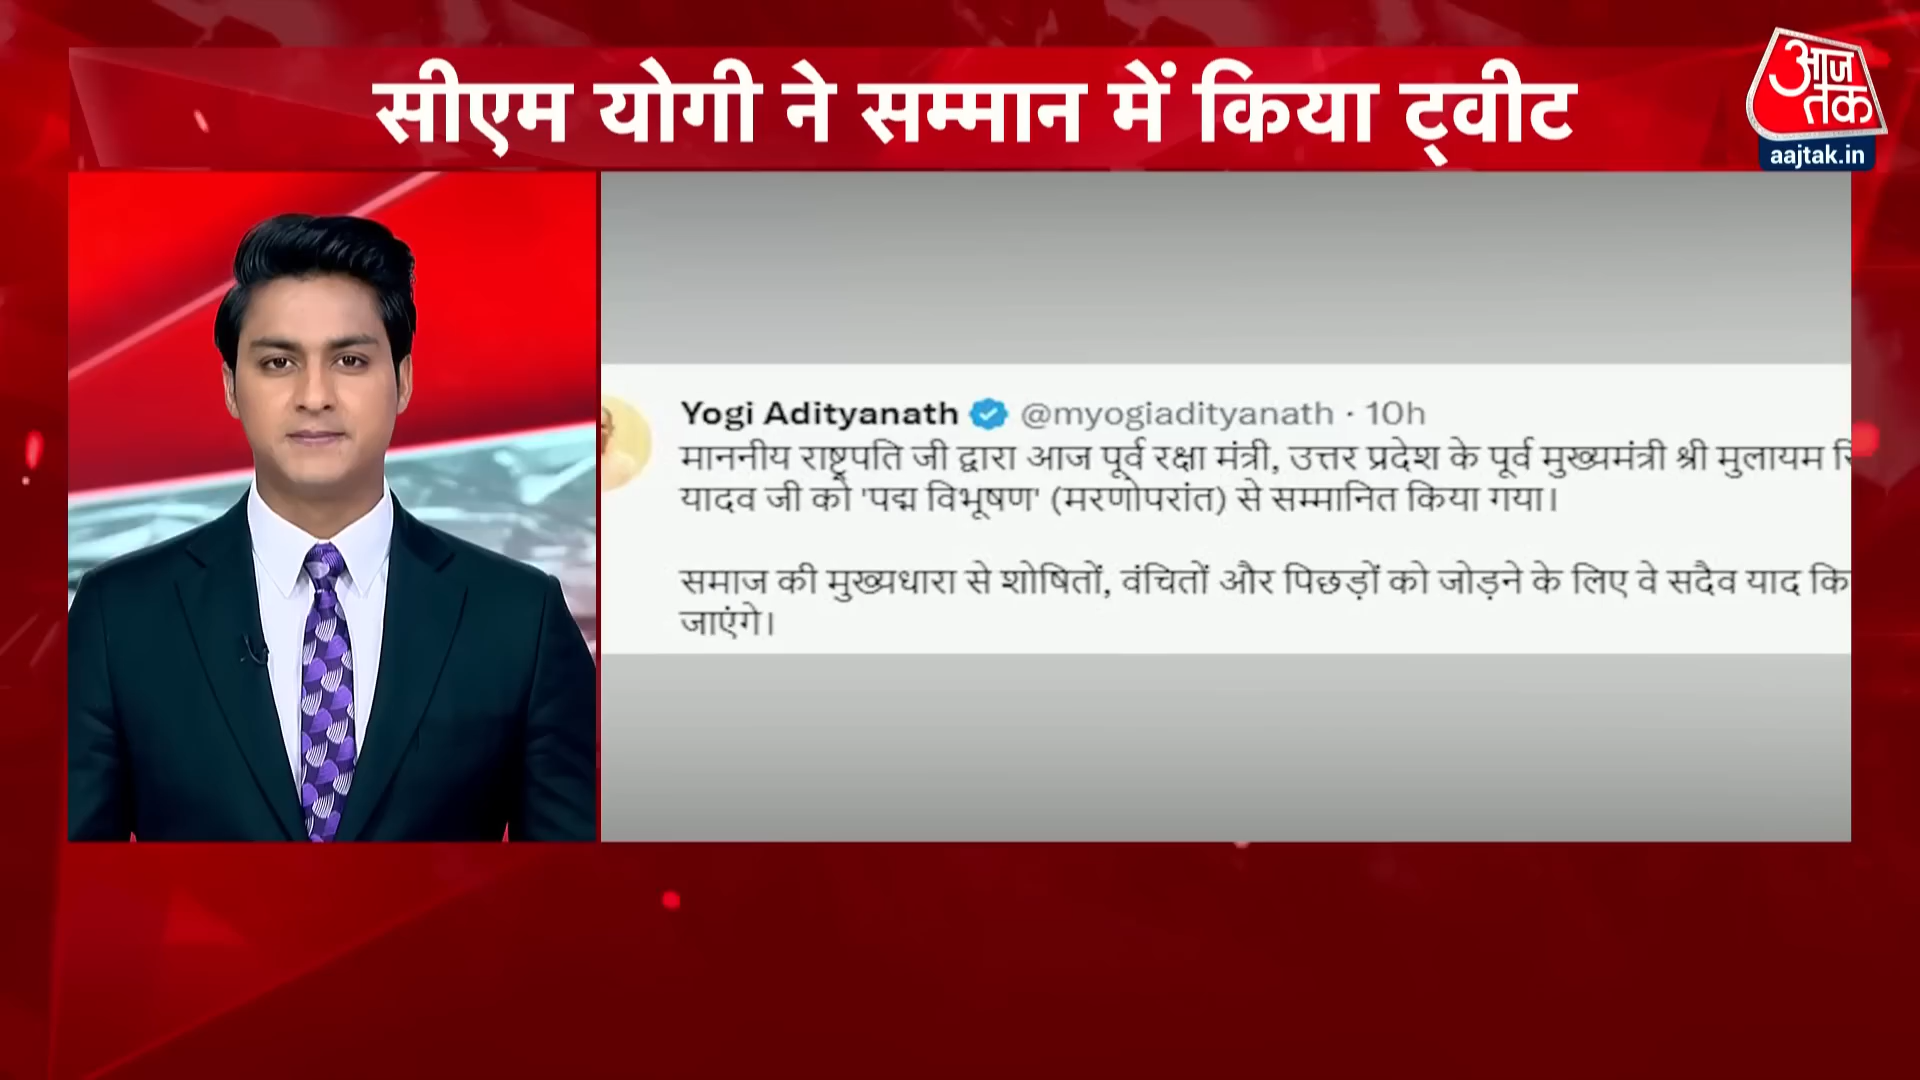 सीएम योगी ने सम्मान में किया ट्वीट
आज
तक
aajtak.in
Yogi Adityanath @myogiadityanath · 10h
माननीय राष्ट्रपति जी द्वारा आज पूर्व रक्षा मंत्री, उत्तर प्रदेश के पूर्व मुख्यमंत्री श्री मुलायम
यादव जी को 'पद्म विभूषण' (मरणोपरांत) से सम्मानित किया गया।
समाज की मुख्यधारा से शोषितों, वंचितों और पिछड़ों को जोड़ने के लिए वे सदैव याद कि
जाएंगे।